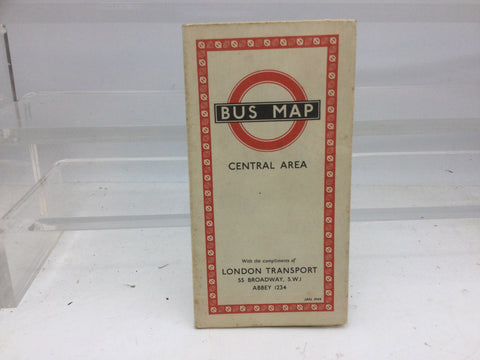 BUS MAP
CENTRAL AREA
With the compliments of
LONDON TRANSPORT
55 BROADWAY, S.W.1
ABBEY 1234